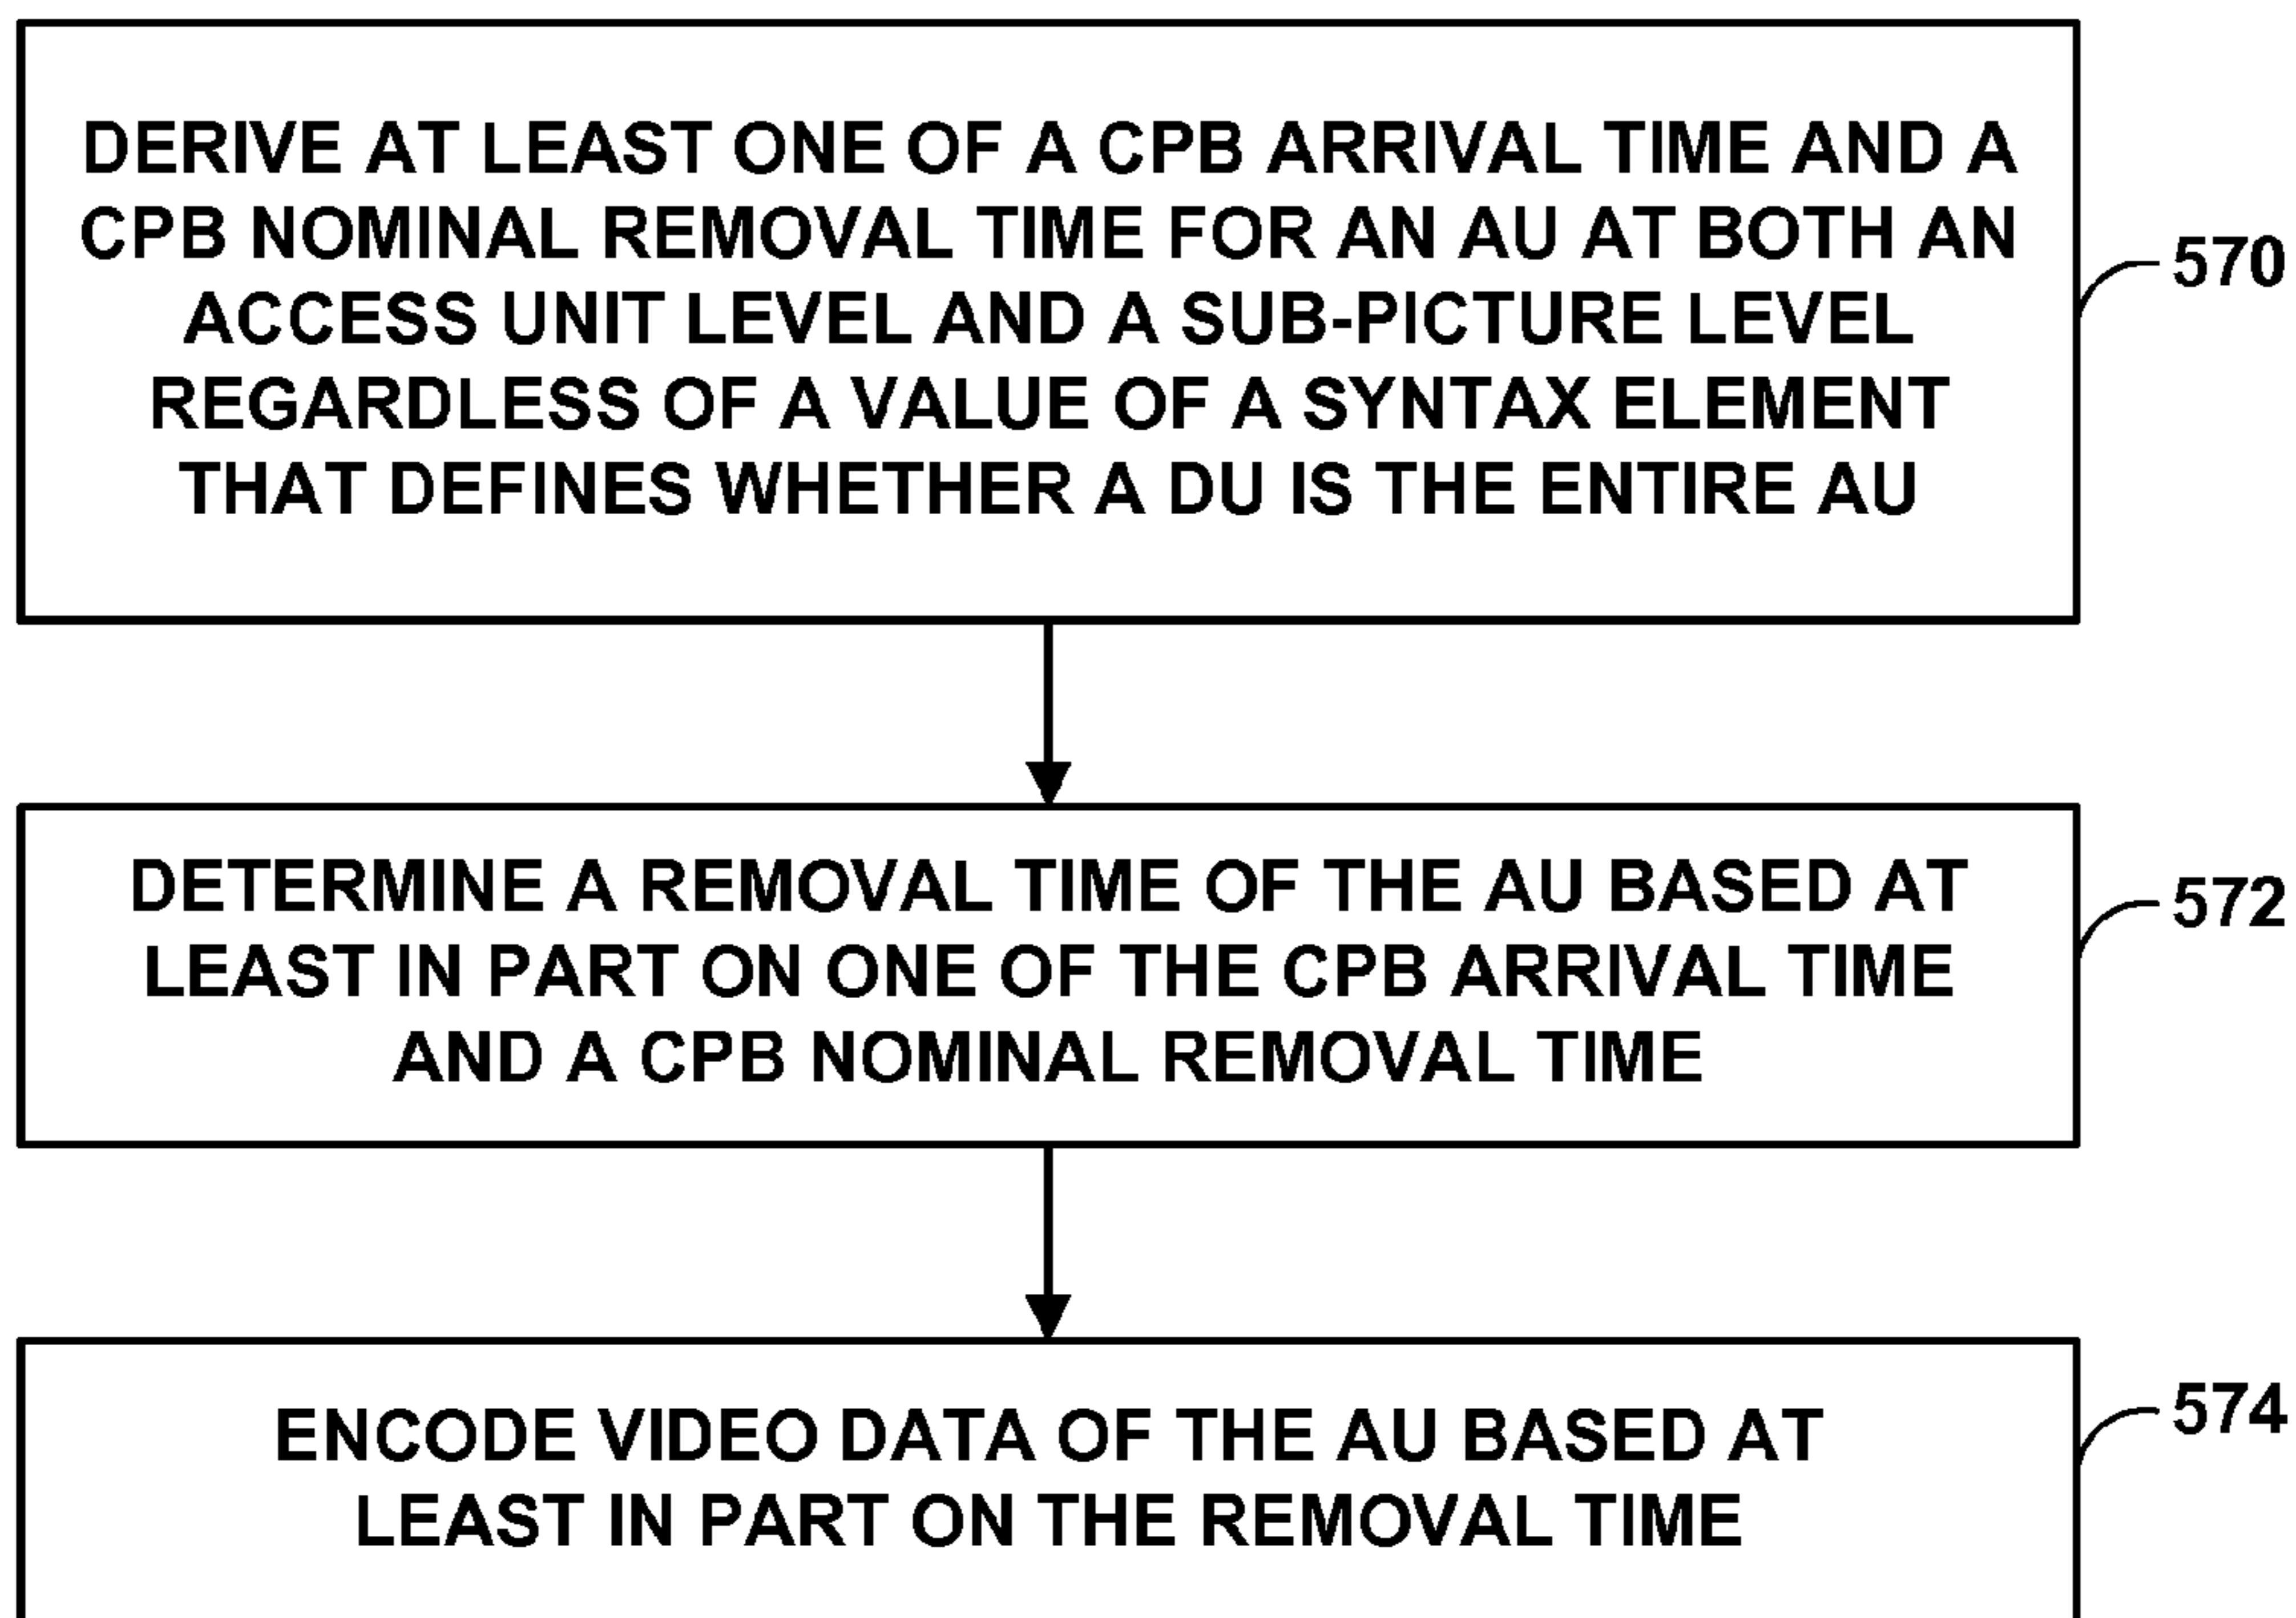 DERIVE AT LEAST ONE OF A CPB ARRIVAL TIME AND A
CPB NOMINAL REMOVAL TIME FOR AN AU AT BOTH AN
ACCESS UNIT LEVEL AND A SUB-PICTURE LEVEL
REGARDLESS OF A VALUE OF A SYNTAX ELEMENT
THAT DEFINES WHETHER A DU IS THE ENTIRE AU
570
DETERMINE A REMOVAL TIME OF THE AU BASED AT
LEAST IN PART ON ONE OF THE CPB ARRIVAL TIME
AND A CPB NOMINAL REMOVAL TIME
572
ENCODE VIDEO DATA OF THE AU BASED AT
LEAST IN PART ON THE REMOVAL TIME
574